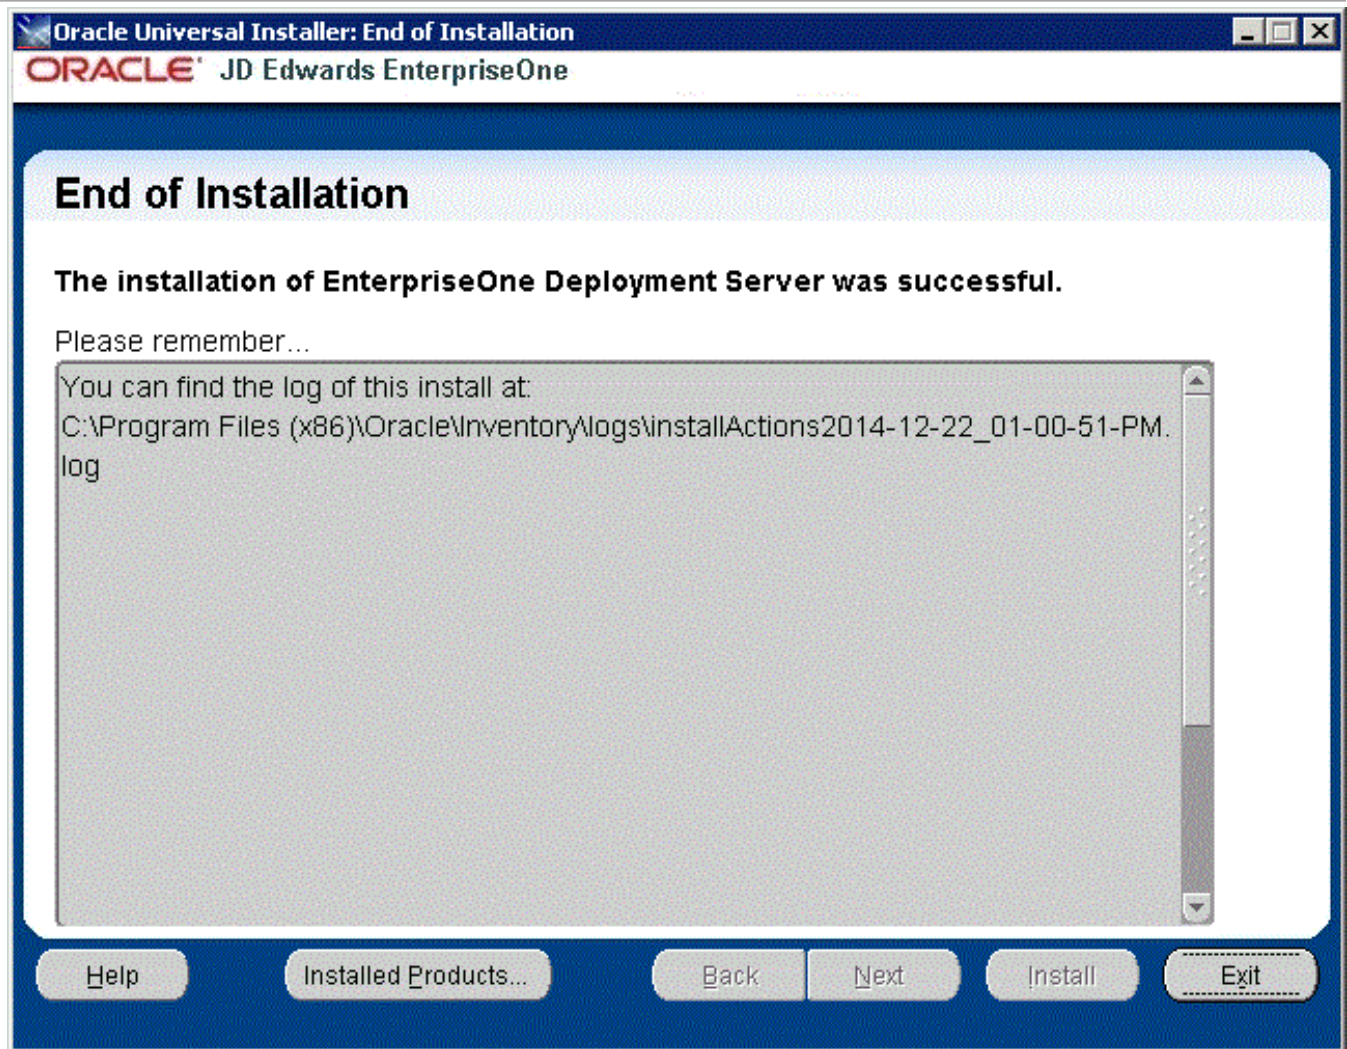 Oracle Universal Installer: End of Installation
ORACLE JD Edwards EnterpriseOne
End of Installation
The installation of EnterpriseOne Deployment Server was successful.
Please remember...
You can find the log of this install at:
C:\Program Files (x86)\Oracle\Inventory\logs\installActions2014-12-22_01-00-51-PM.
log
Help Installed Products... Back Next Install Exit